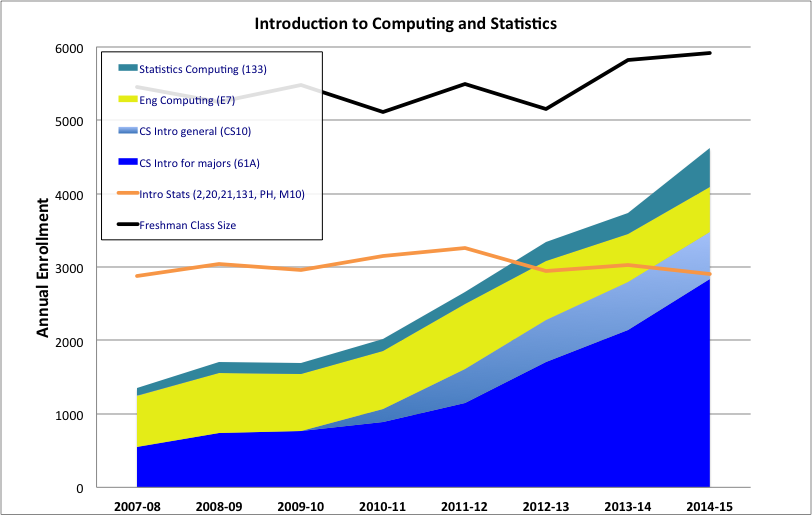 Introduction to Computing and Statistics
6000
5000
4000
3000
2000
1000
0
Annual Enrollment
Statistics Computing (133)
Eng Computing (E7)
CS Intro general (CS10)
CS Intro for majors (61A)
Intro Stats (2,20,21,131, PH, M10)
Freshman Class Size
2007-08 2008-09 2009-10 2010-11 2011-12 2012-13 2013-14 2014-15